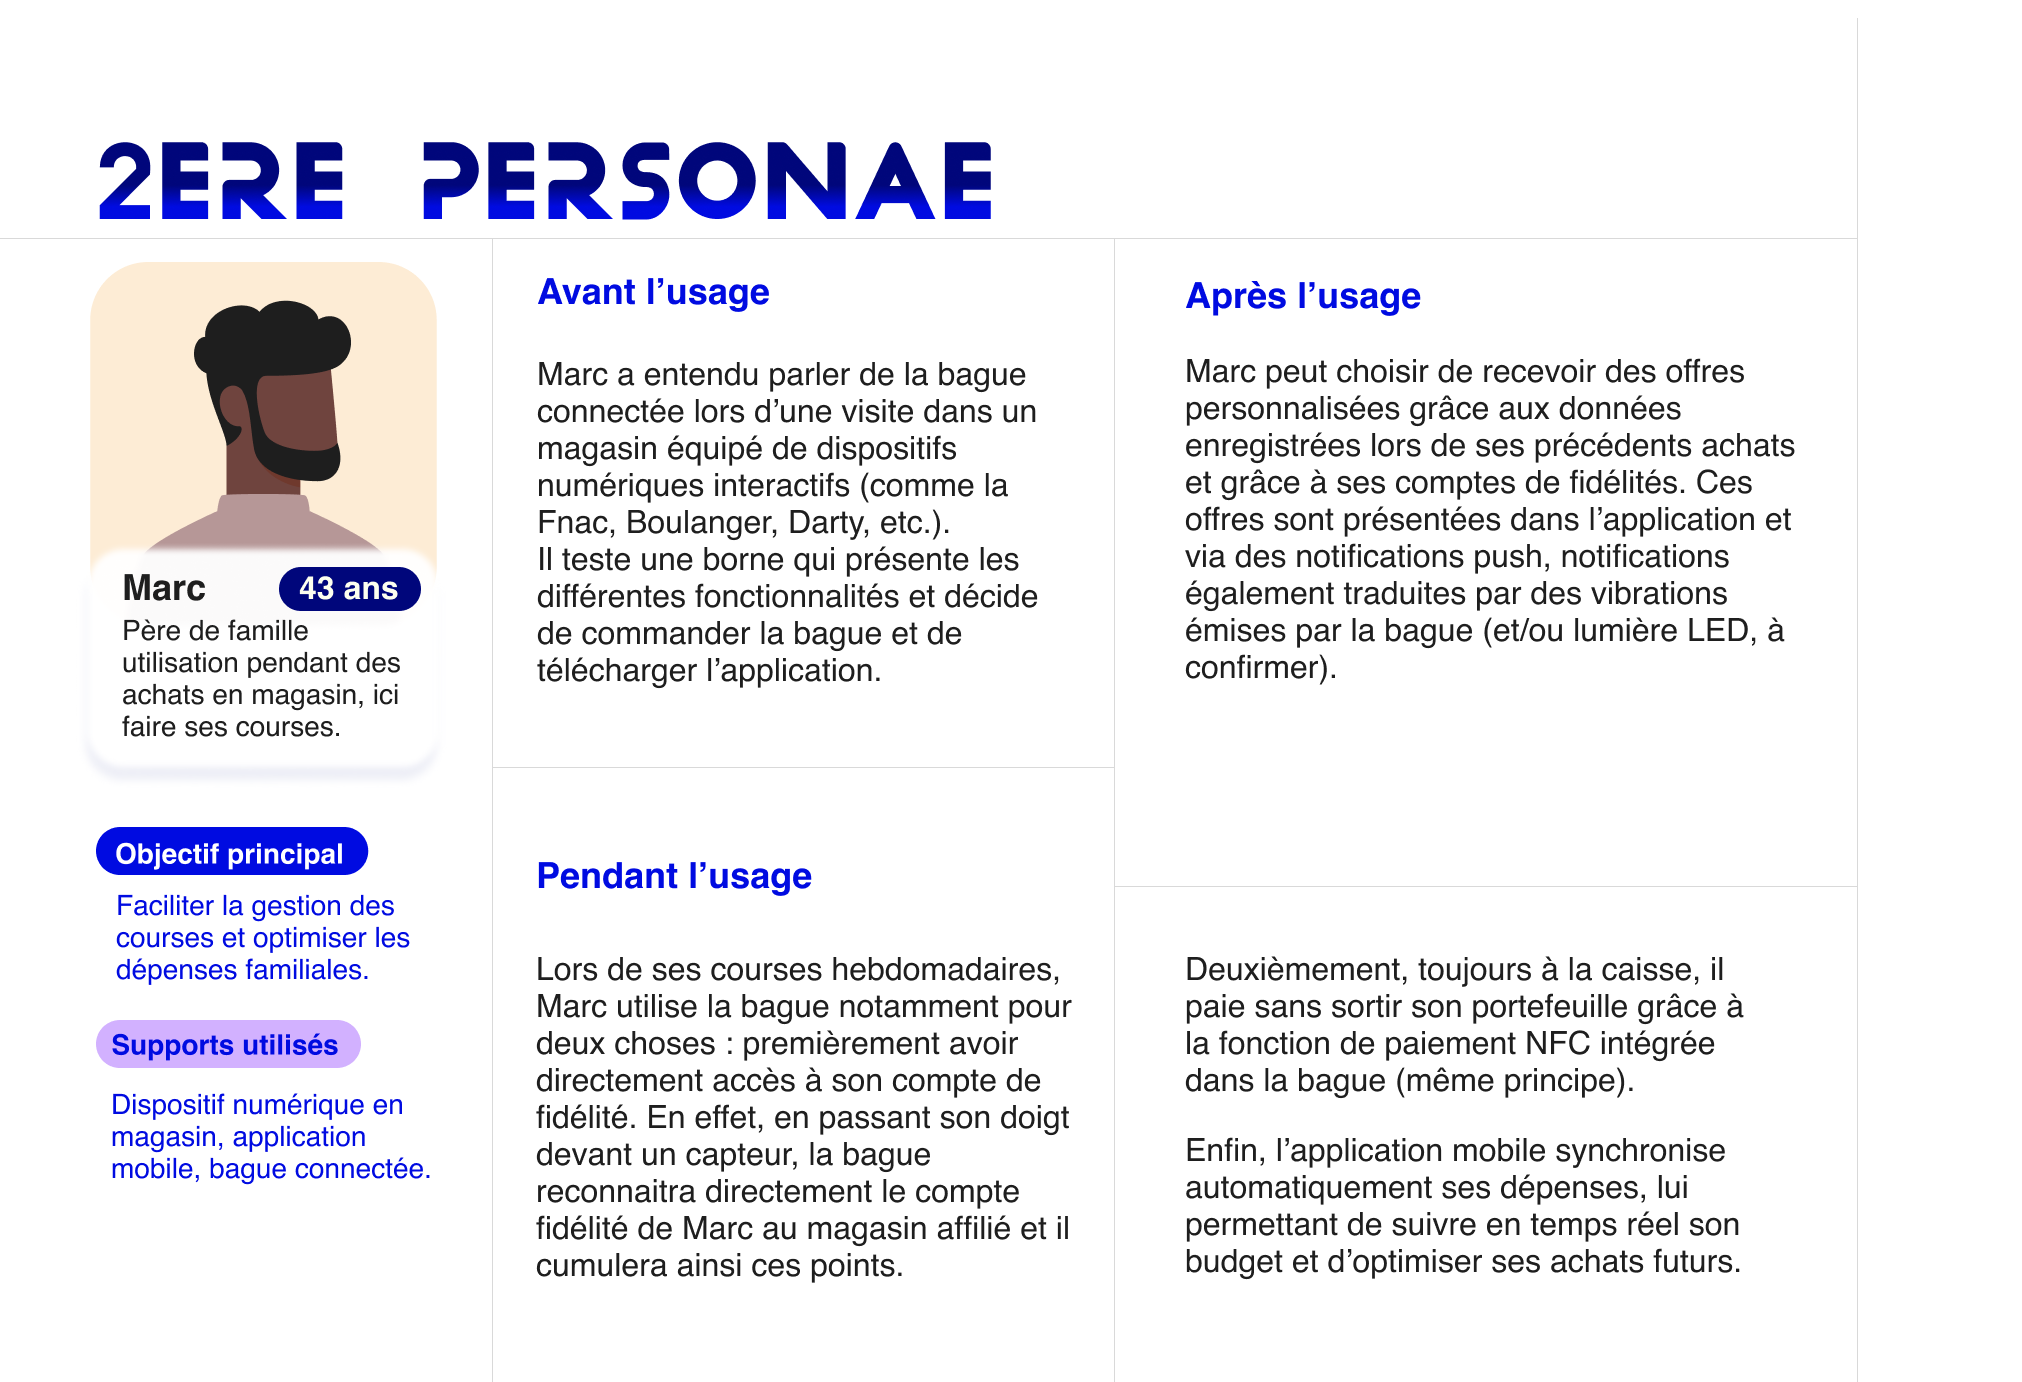 2ERE PERSONAE
Marc
43 ans
Père de famille
utilisation pendant des
achats en magasin, ici
faire ses courses.
Objectif principal
Faciliter la gestion des
courses et optimiser les
dépenses familiales.
Supports utilisés
Dispositif numérique en
magasin, application
mobile, bague connectée.
Avant l’usage
Marc a entendu parler de la bague
connectée lors d’une visite dans un
magasin équipé de dispositifs
numériques interactifs (comme la
Fnac, Boulanger, Darty, etc.).
Il teste une borne qui présente les
différentes fonctionnalités et décide
de commander la bague et de
télécharger l’application.
Pendant l’usage
Lors de ses courses hebdomadaires,
Marc utilise la bague notamment pour
deux choses : premièrement avoir
directement accès à son compte de
fidélité. En effet, en passant son doigt
devant un capteur, la bague
reconnaitra directement le compte
fidélité de Marc au magasin affilié et il
cumulera ainsi ces points.
Deuxièmement, toujours à la caisse, il
paie sans sortir son portefeuille grâce à
la fonction de paiement NFC intégrée
dans la bague (même principe).
Enfin, l’application mobile synchronise
automatiquement ses dépenses, lui
permettant de suivre en temps réel son
budget et d’optimiser ses achats futurs.
Après l’usage
Marc peut choisir de recevoir des offres
personnalisées grâce aux données
enregistrées lors de ses précédents achats
et grâce à ses comptes de fidélités. Ces
offres sont présentées dans l’application et
via des notifications push, notifications
également traduites par des vibrations
émises par la bague (et/ou lumière LED, à
confirmer).